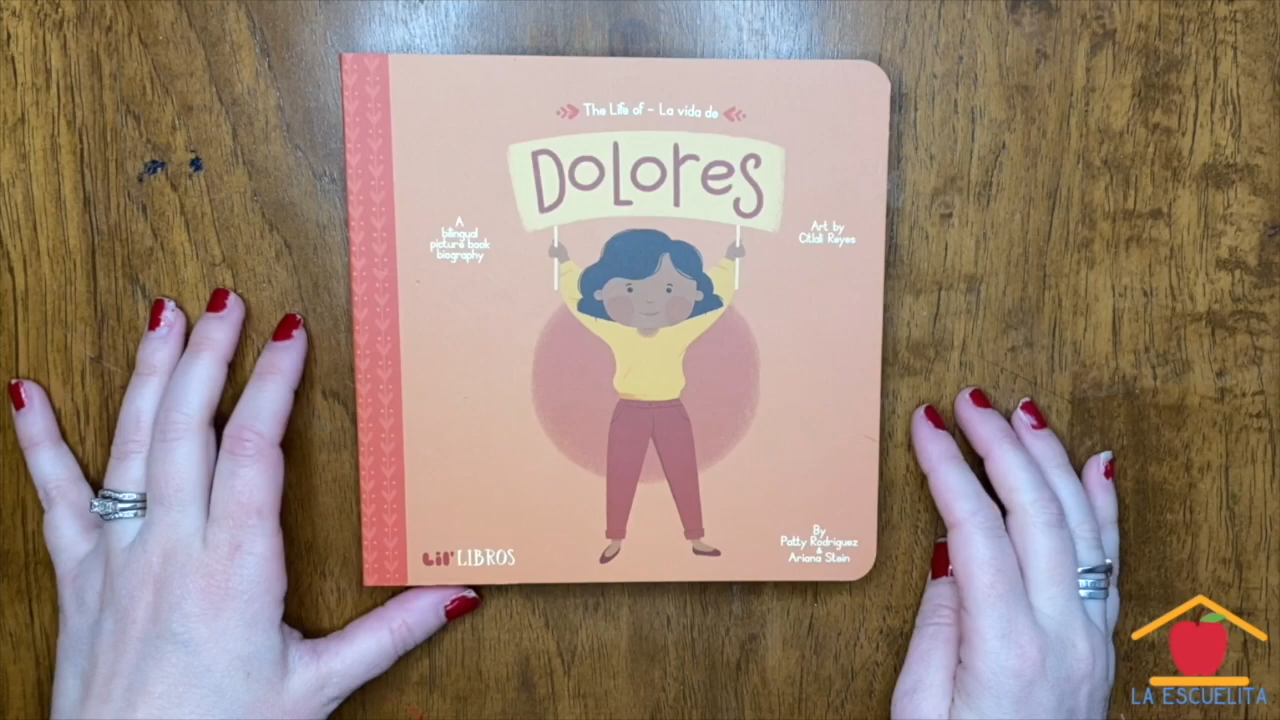 The Life of - La vida de
DoLores
A
bilingual
picture book
biography
Art by
Citlali Reyes
By
Patty Rodriguez
&
Ariana Stein
Lil' LIBROS
LA ESCUELITA